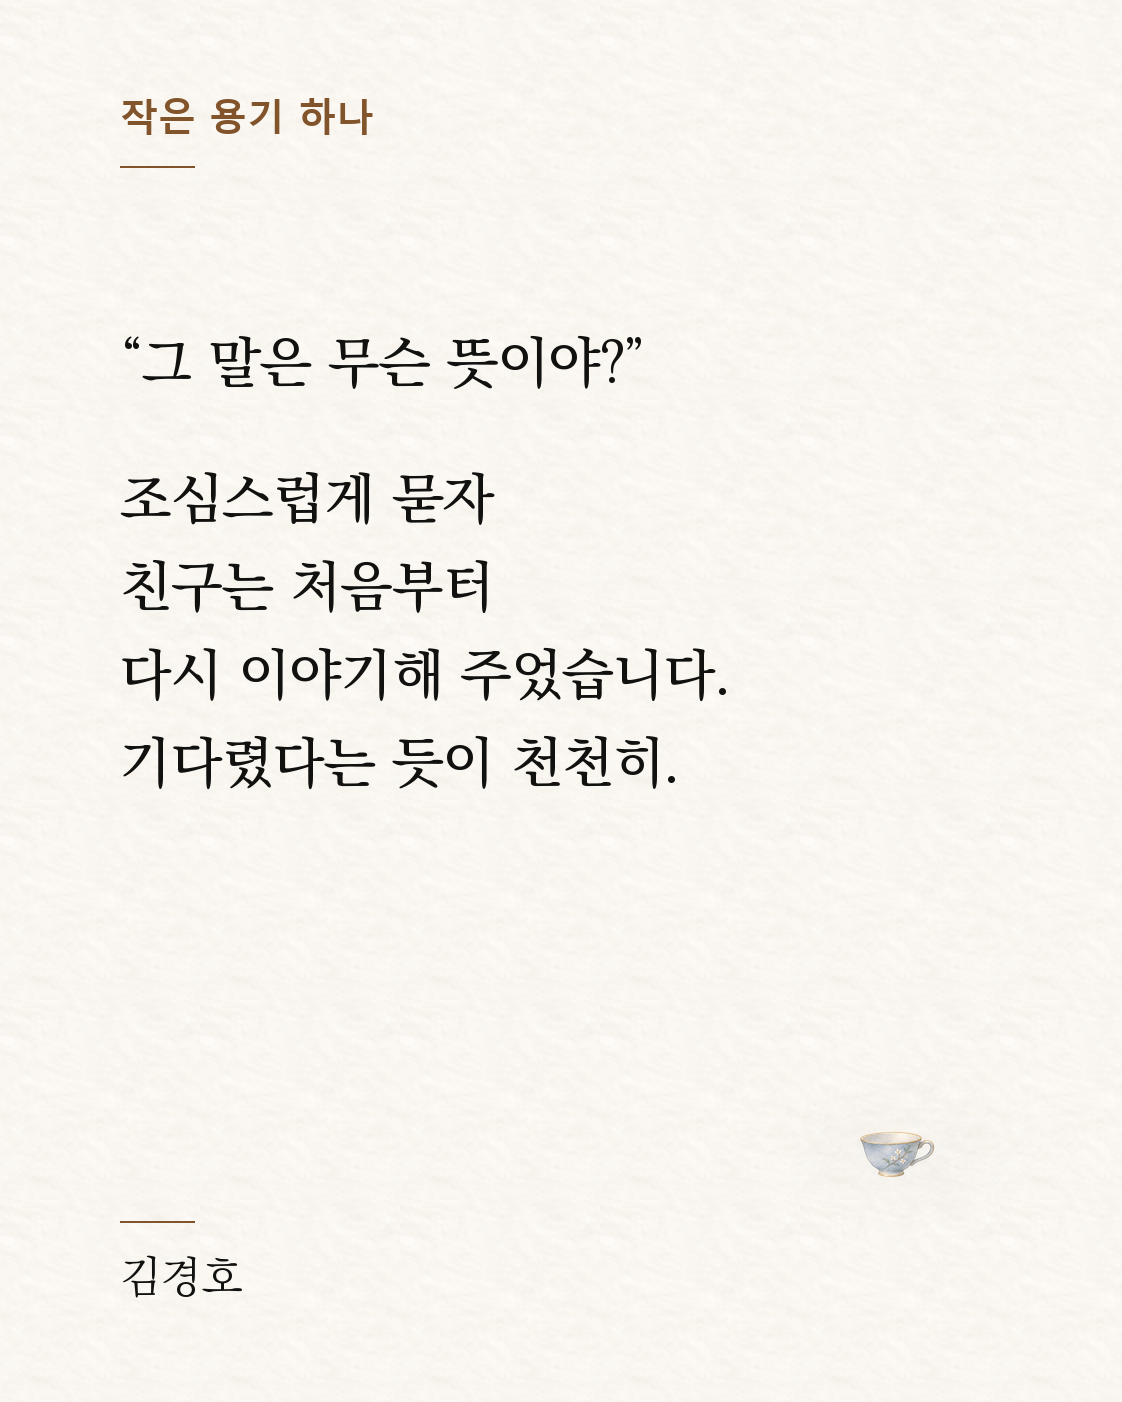 작은 용기 하나
“그 말은 무슨 뜻이야?”
조심스럽게 묻자
친구는 처음부터
다시 이야기해 주었습니다.
기다렸다는 듯이 천천히.
김경호